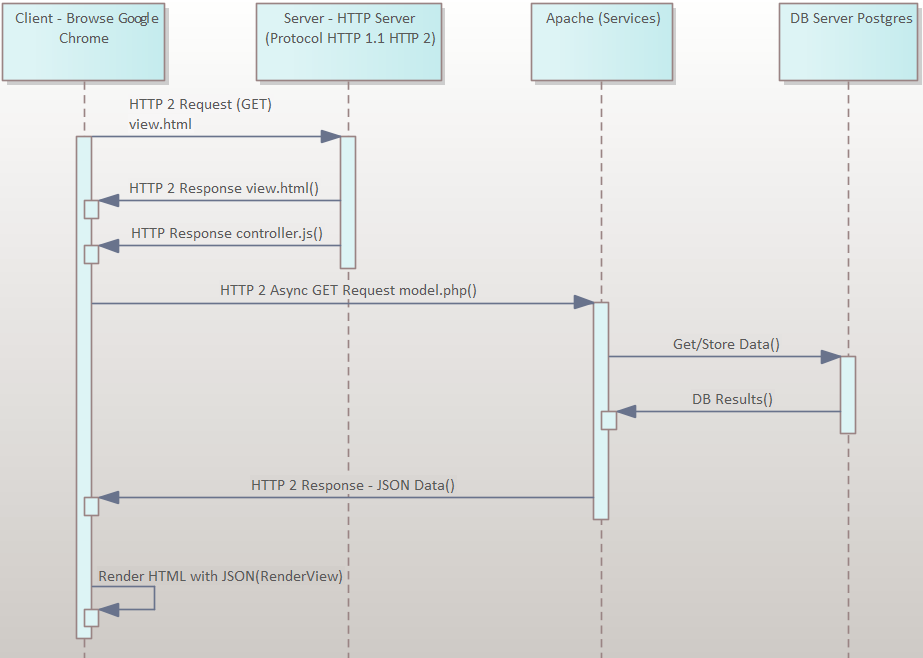 Client - Browse Google
Chrome
Server - HTTP Server
(Protocol HTTP 1.1 HTTP 2)
Apache (Services)
DB Server Postgres
HTTP 2 Request (GET)
view.html
HTTP 2 Response view.html()
HTTP Response controller.js()
HTTP 2 Async GET Request model.php()
Get/Store Data()
DB Results()
HTTP 2 Response - JSON Data()
Render HTML with JSON(RenderView)